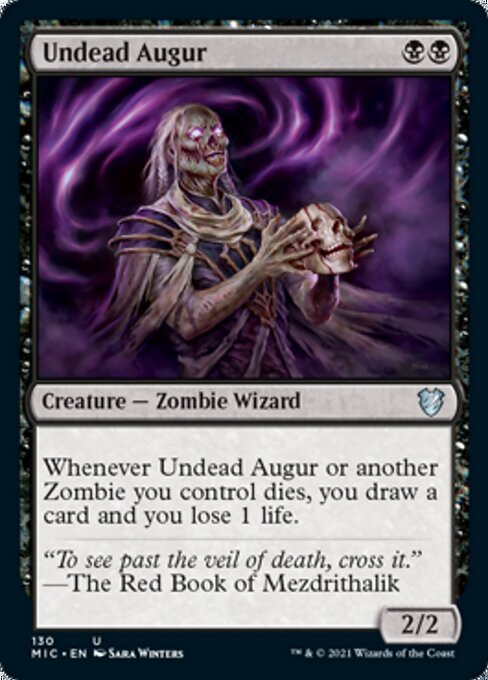 Undead Augur
Creature — Zombie Wizard
Whenever Undead Augur or another
Zombie you control dies, you draw a
card and you lose 1 life.
“To see past the veil of death, cross it.”
—The Red Book of Mezdrithalik
2/2
130 U
MIC • EN Sara Winters
™ & © 2021 Wizards of the Coast